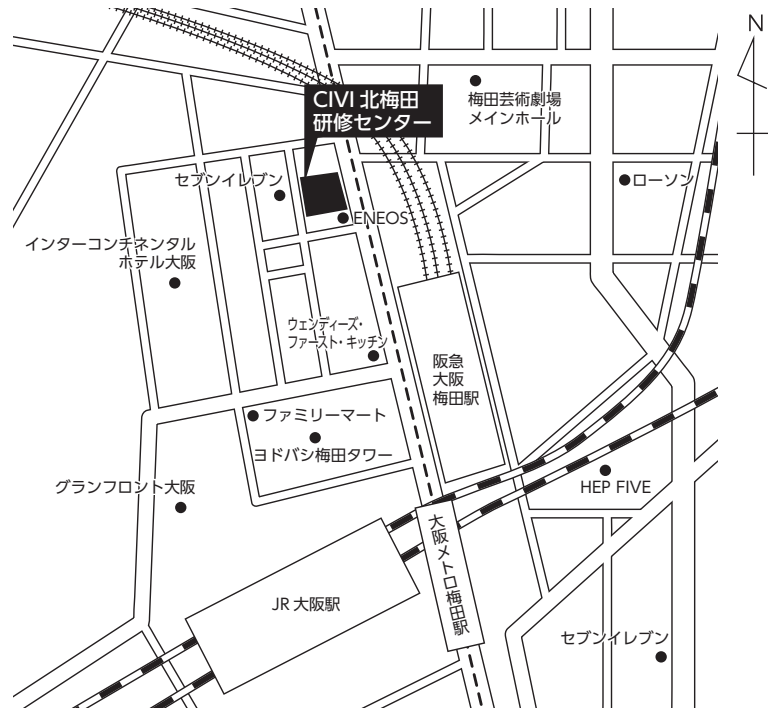 N
CIVI 北梅田
研修センター
梅田芸術劇場
メインホール
セブンイレブン
ローソン
ENEOS
インターコンチネンタル
ホテル大阪
ウェンディーズ・
ファースト・キッチン
阪急
大阪
梅田駅
ファミリーマート
ヨドバシ梅田タワー
グランフロント大阪
HEP FIVE
大阪メトロ梅田駅
JR 大阪駅
セブンイレブン